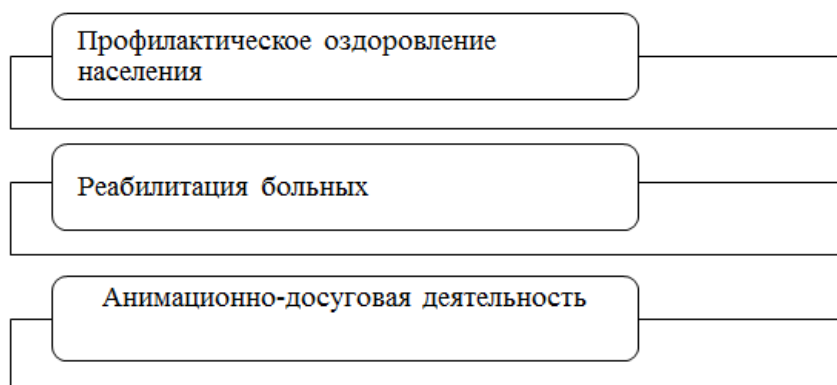 Профилактическое оздоровление
населения
Реабилитация больных
Анимационно-досуговая деятельность